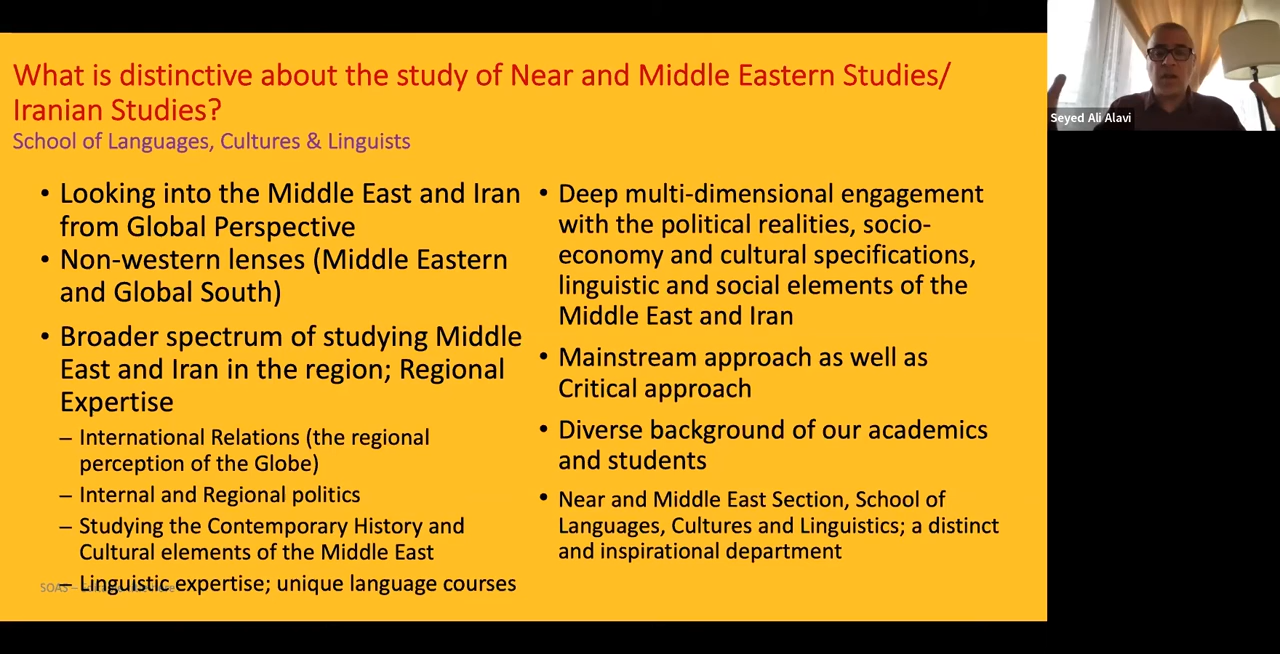 What is distinctive about the study of Near and Middle Eastern Studies/
Iranian Studies?
School of Languages, Cultures & Linguists
• Looking into the Middle East and Iran
from Global Perspective
• Non-western lenses (Middle Eastern
and Global South)
• Broader spectrum of studying Middle
East and Iran in the region; Regional
Expertise
– International Relations (the regional
perception of the Globe)
– Internal and Regional politics
– Studying the Contemporary History and
Cultural elements of the Middle East
– Linguistic expertise; unique language courses
SOAS –
• Deep multi-dimensional engagement
with the political realities, socio-
economy and cultural specifications,
linguistic and social elements of the
Middle East and Iran
• Mainstream approach as well as
Critical approach
• Diverse background of our academics
and students
• Near and Middle East Section, School of
Languages, Cultures and Linguistics; a distinct
and inspirational department
Seyed Ali Alavi